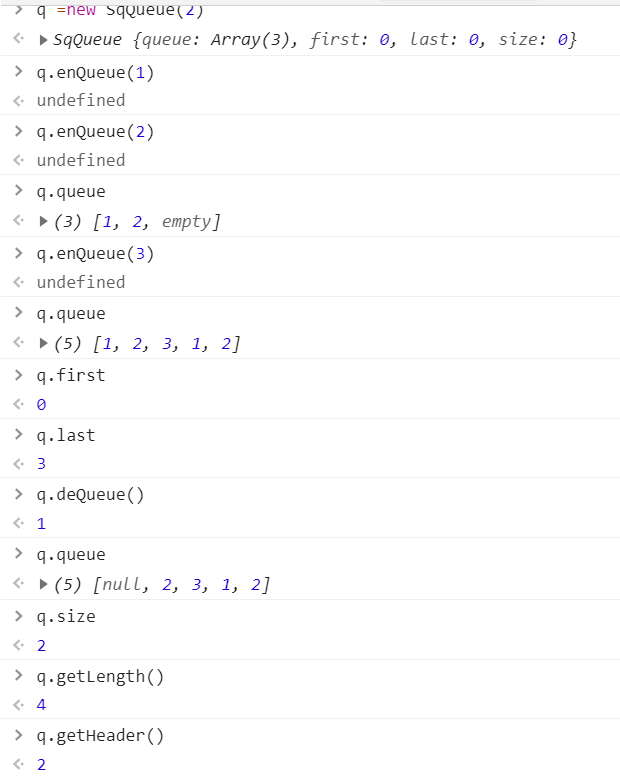 > q =new SqQueue(2)
<· ▶SqQueue {queue: Array(3), first: 0, last: 0, size: 0}
> q.enQueue(1)
<· undefined
> q.enQueue(2)
<· undefined
> q.queue
<· ▶(3) [1, 2, empty]
> q.enQueue(3)
<· undefined
> q.queue
<· ▶(5) [1, 2, 3, 1, 2]
> q.first
<· 0
> q.last
<· 3
> q.deQueue()
<· 1
> q.queue
<· ▶(5) [null, 2, 3, 1, 2]
> q.size
<· 2
> q.getLength()
<· 4
> q.getHeader()
<· 2